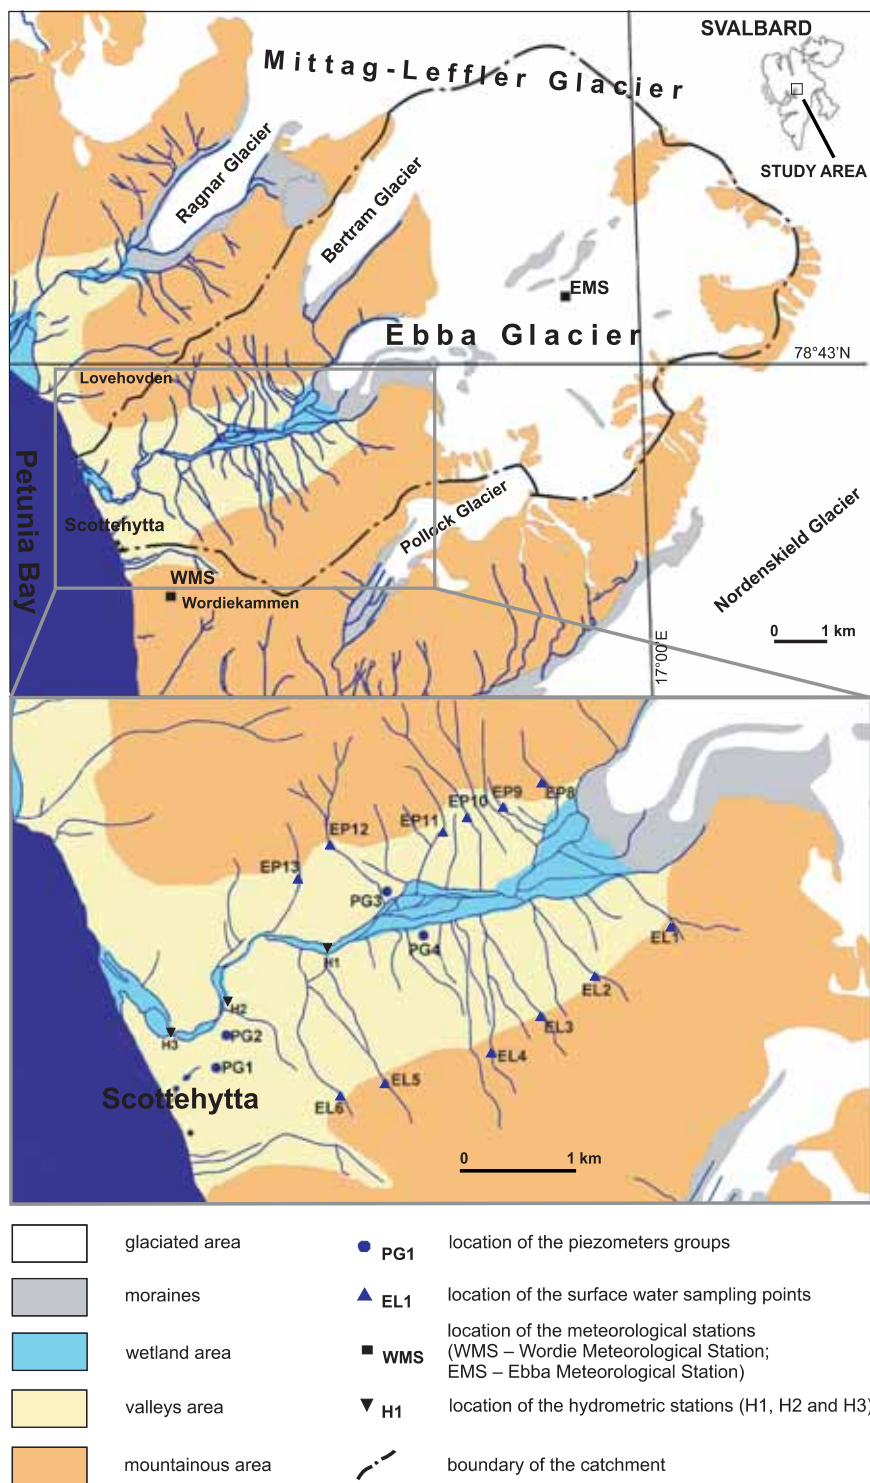 SVALBARD
Mittag-Leffler Glacier
STUDY AREA
Ragnar Glacier
Bertram Glacier
EMS
Ebba Glacier
78°43'N
Lovehovden
Petunia Bay
Scottehytta
Pollock Glacier
Nordenskield Glacier
WMS
Wordiekammen
0 1 km
17°00'E
EP8
EP9
EP10
EP11
EP12
EP13
PG3
PG4
EL1
H1
EL2
H2
EL3
PG2
H3
EL4
PG1
EL5
Scottehytta
EL6
0 1 km
glaciated area
PG1 location of the piezometers groups
moraines
EL1 location of the surface water sampling points
wetland area
WMS location of the meteorological stations
(WMS – Wordie Meteorological Station;
EMS – Ebba Meteorological Station)
valleys area
H1 location of the hydrometric stations (H1, H2 and H3)
mountainous area
boundary of the catchment